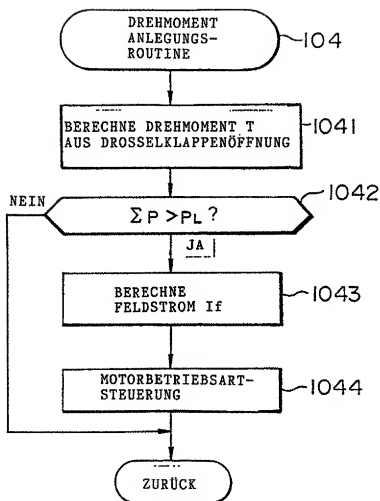 DREHMOMENT
ANLEGUNGS-
ROUTINE
104
BERECHNE DREHMOMENT T
AUS DROSSELKLAPPENÖFFNUNG
1041
NEIN
ΣP >PL ?
1042
JA
BERECHNE
FELDSTROM If
1043
MOTORBETRIEBSART-
STEUERUNG
1044
ZURÜCK